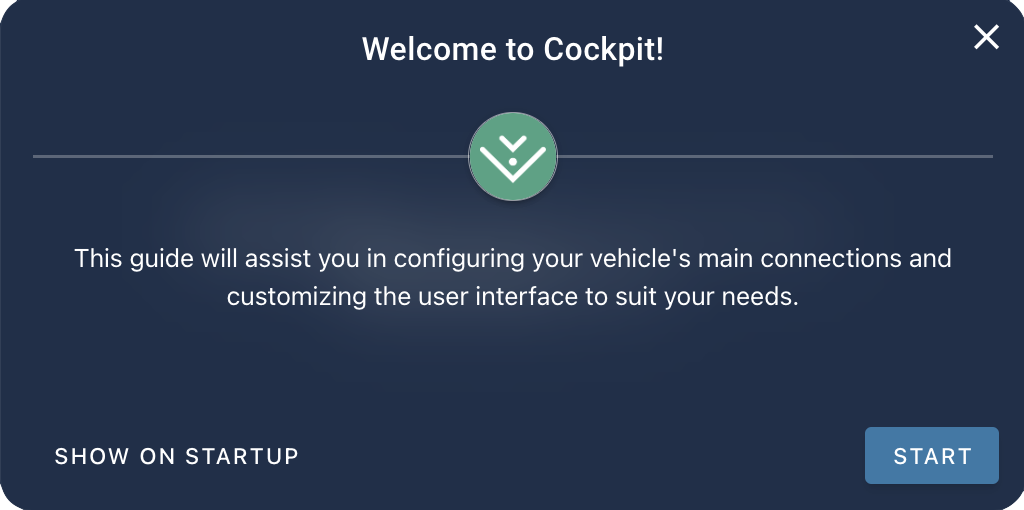 Welcome to Cockpit!
This guide will assist you in configuring your vehicle's main connections and
customizing the user interface to suit your needs.
SHOW ON STARTUP
START